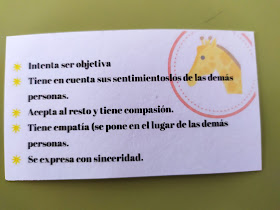 Intenta ser objetiva
Tiene en cuenta sus sentimientoslos de las demás
personas.
Acepta al resto y tiene compasión.
Tiene empatía (se pone en el lugar de las demás
personas.
Se expresa con sinceridad.